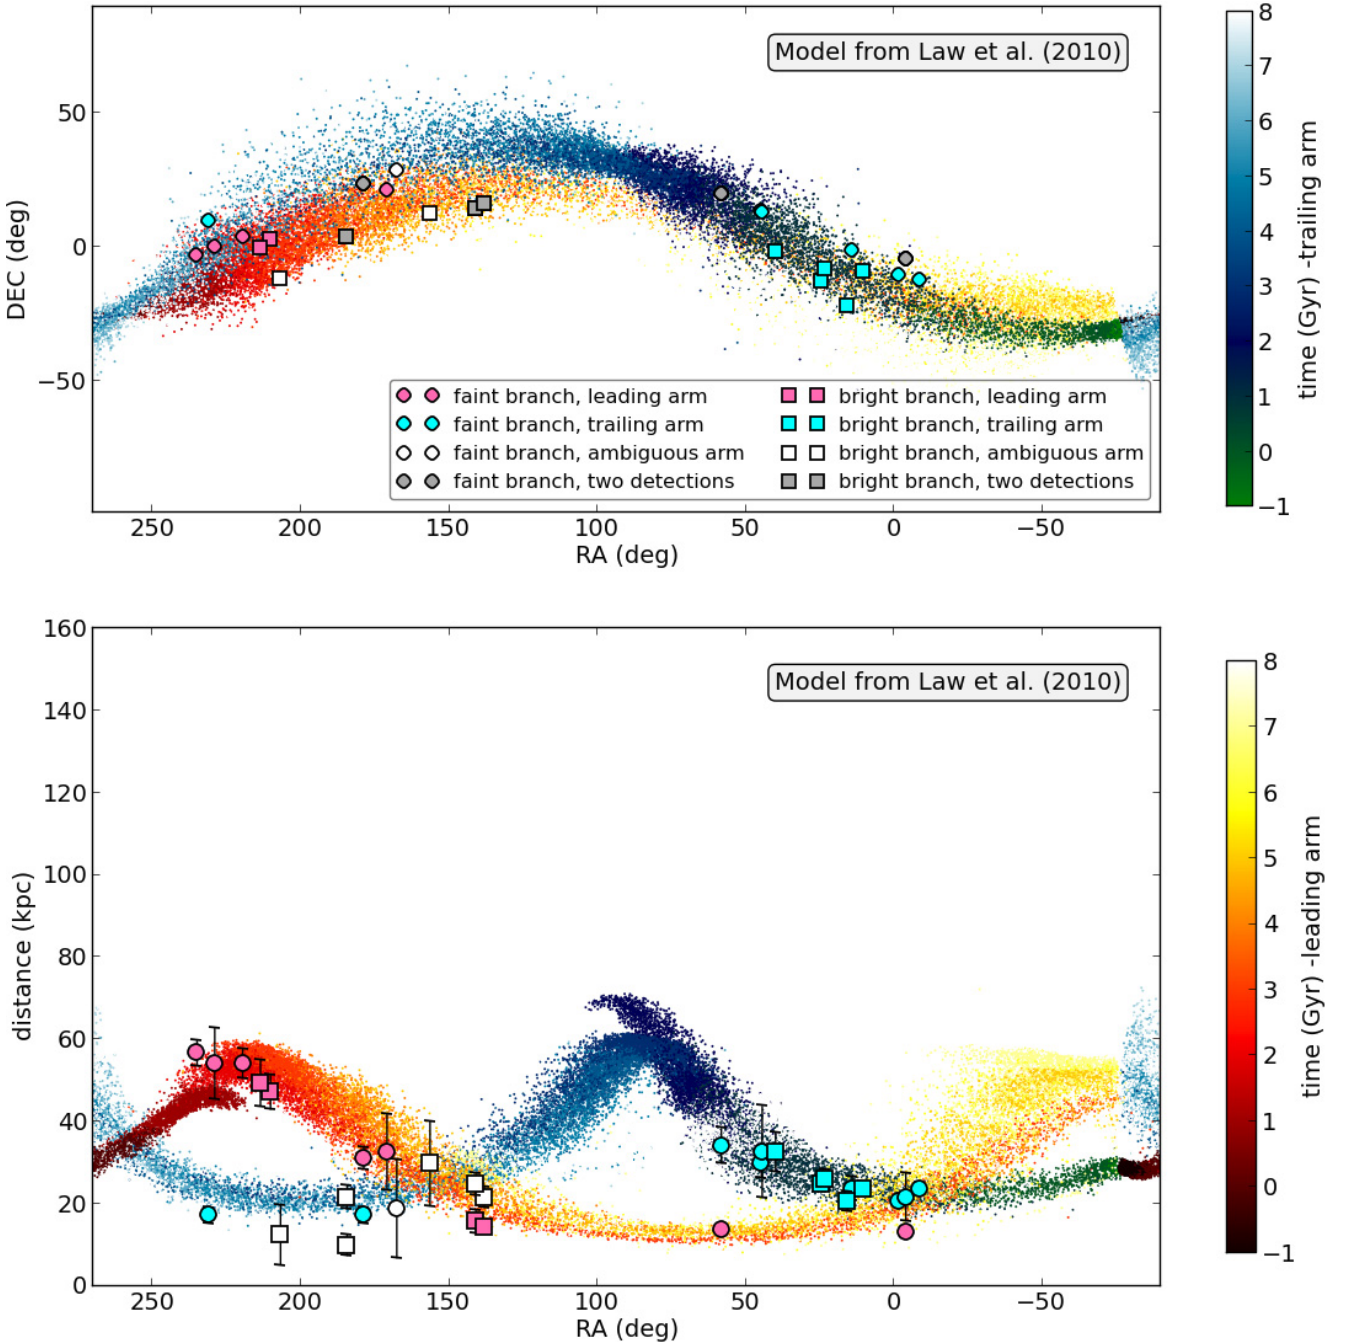 Model from Law et al. (2010)
DEC (deg)
50
0
−50
faint branch, leading arm
faint branch, trailing arm
faint branch, ambiguous arm
faint branch, two detections
bright branch, leading arm
bright branch, trailing arm
bright branch, ambiguous arm
bright branch, two detections
250 200 150 100 50 0 −50
RA (deg)
8
7
6
5
4
3
2
1
0
−1
time (Gyr) -trailing arm
Model from Law et al. (2010)
distance (kpc)
160
140
120
100
80
60
40
20
0
250 200 150 100 50 0 −50
RA (deg)
8
7
6
5
4
3
2
1
0
−1
time (Gyr) -leading arm